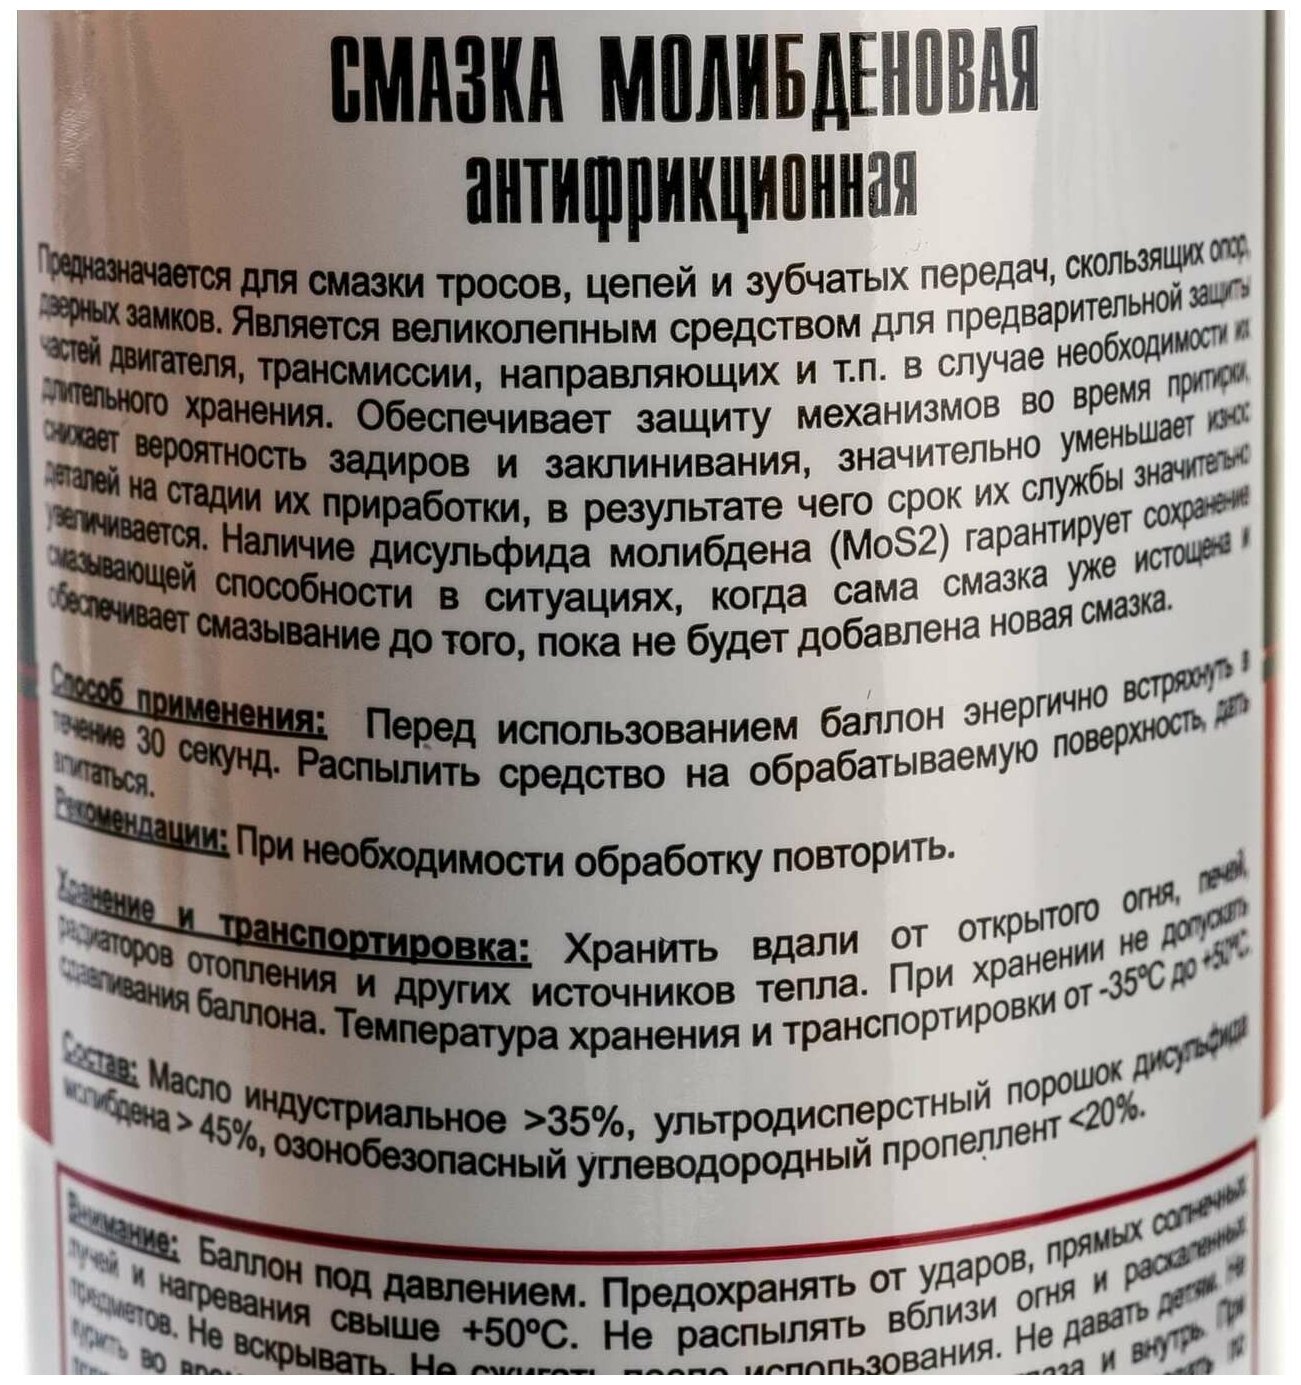 СМАЗКА МОЛИБДЕНОВАЯ
антифрикционная
Предназначается для смазки тросов, цепей и зубчатых передач, скользящих опор,
дверных замков. Является великолепным средством для предварительной защиты
частей двигателя, трансмиссии, направляющих и т.п. в случае необходимости их
длительного хранения. Обеспечивает защиту механизмов во время притирки,
снижает вероятность задиров и заклинивания, значительно уменьшает износ
деталей на стадии их приработки, в результате чего срок их службы значительно
увеличивается. Наличие дисульфида молибдена (MoS2) гарантирует сохранение
смазывающей способности в ситуациях, когда сама смазка уже истощена и
обеспечивает смазывание до того, пока не будет добавлена новая смазка.
Способ применения: Перед использованием баллон энергично встряхнуть в
течение 30 секунд. Распылить средство на обрабатываемую поверхность, дать
впитаться.
Рекомендации: При необходимости обработку повторить.
Хранение и транспортировка: Хранить вдали от открытого огня, печей,
радиаторов отопления и других источников тепла. При хранении не допускать
сдавливания баллона. Температура хранения и транспортировки от -35ºС до +50ºС.
Состав: Масло индустриальное >35%, ультродисперстный порошок дисульфида
молибдена > 45%, озонобезопасный углеводородный пропеллент <20%.
Внимание: Баллон под давлением. Предохранять от ударов, прямых солнечных
лучей и нагревания свыше +50ºС. Не распылять вблизи огня и раскаленных
предметов. Не вскрывать. Не сжигать после использования. Не давать детям. Не
курить во и внутрь. При